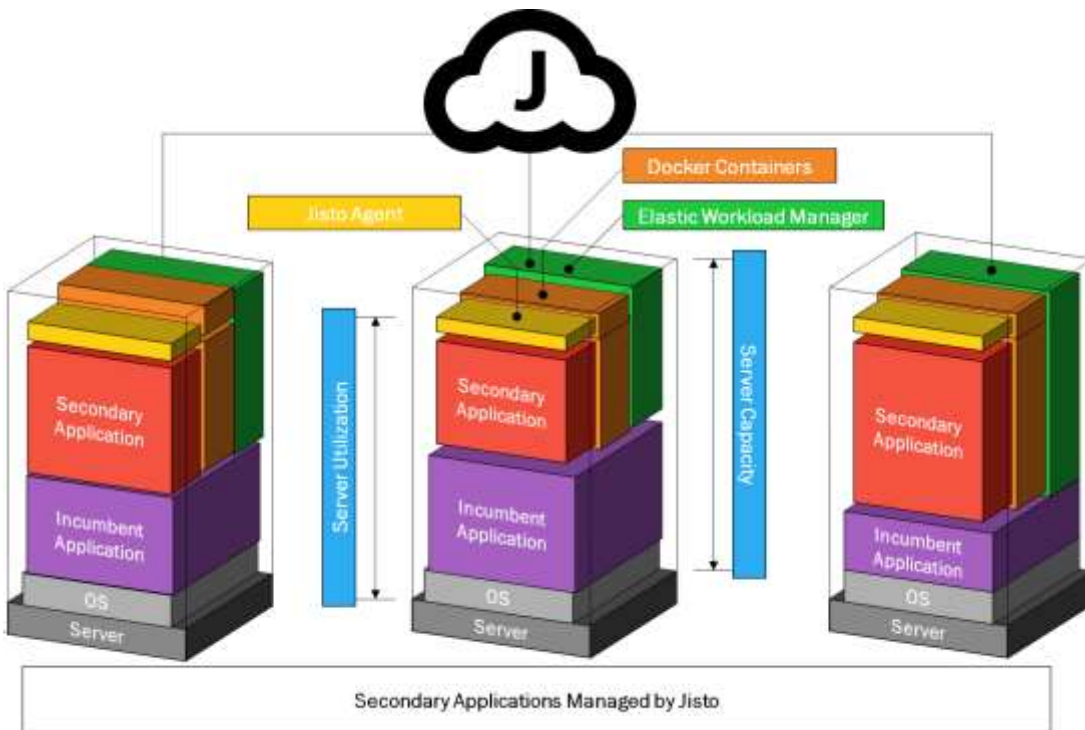 J
Docker Containers
Jisto Agent
Elastic Workload Manager
Secondary
Application
Incumbent
Application
OS
Server
Server Utilization
Secondary
Application
Incumbent
Application
OS
Server
Server Capacity
Secondary
Application
Incumbent
Application
OS
Server
Secondary Applications Managed by Jisto